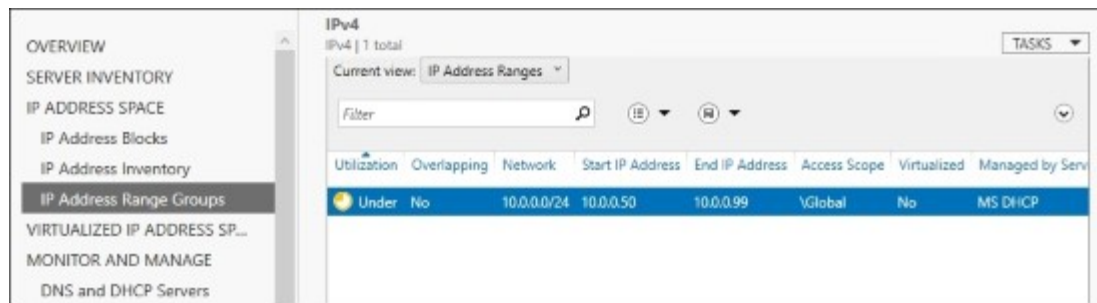 OVERVIEW
SERVER INVENTORY
IP ADDRESS SPACE
IP Address Blocks
IP Address Inventory
IP Address Range Groups
VIRTUALIZED IP ADDRESS SP...
MONITOR AND MANAGE
DNS and DHCP Servers
IPv4
IPv4 | 1 total
TASKS
Current view: IP Address Ranges
Filter
Utilization Overlapping Network Start IP Address End IP Address Access Scope Virtualized Managed by Serv
Under No 10.0.0.0/24 10.0.0.50 10.0.0.99 \Global No MS DHCP